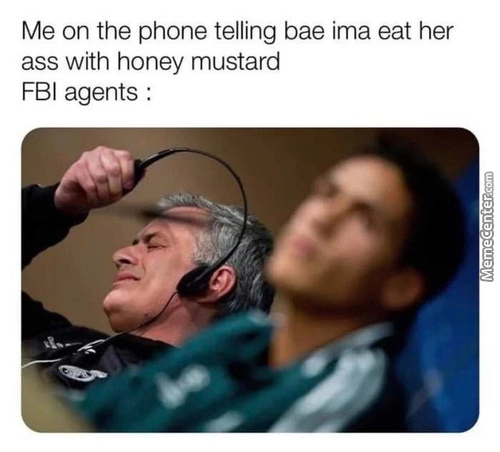 Me on the phone telling bae ima eat her
ass with honey mustard
FBI agents :
MemeCenter.com